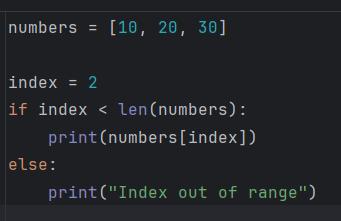 numbers = [10, 20, 30]

index = 2
if index < len(numbers):
    print(numbers[index])
else:
    print("Index out of range")